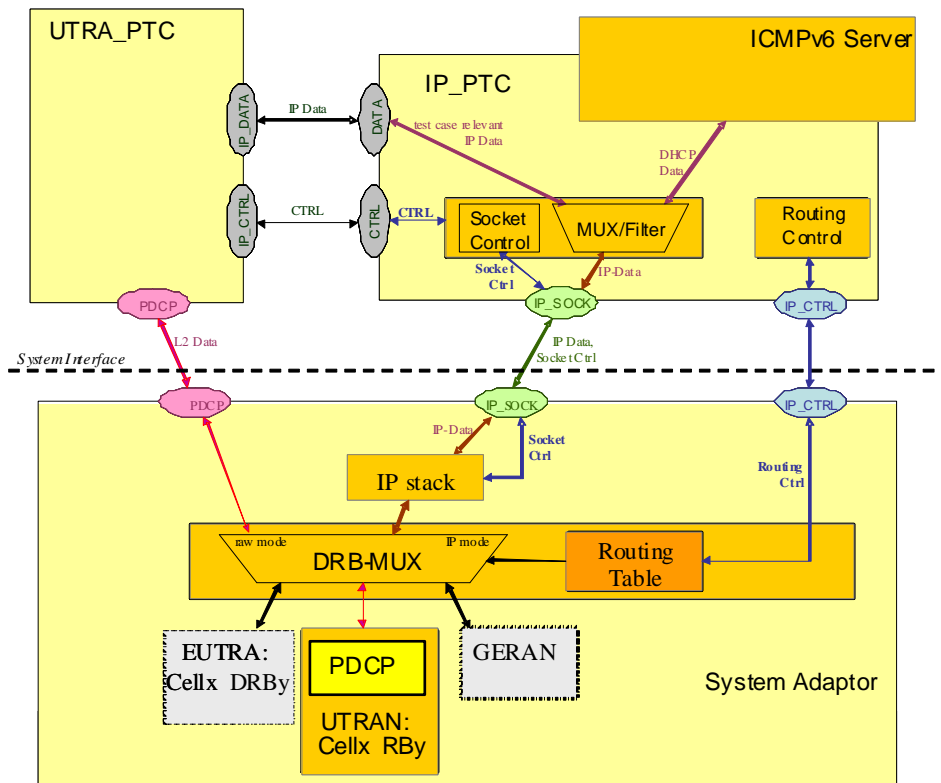 UTRA_PTC
ICMPv6 Server
IP_PTC
IP_DATA
IP Data
DATA
test case relevant
IP Data
DHCP
Data
IP_CTRL
CTRL
CTRL
CTRL
Socket
Control
MUX/Filter
Routing
Control
Socket
Ctrl
IP-Data
PDCP
IP_SOCK
IP_CTRL
L2 Data
IP Data,
Socket Ctrl
System Interface
PDCP
IP_SOCK
IP_CTRL
IP-Data
Socket
Ctrl
IP stack
Routing
Ctrl
raw mode
IP mode
DRB-MUX
Routing
Table
EUTRA:
Cellx DRBy
PDCP
UTRAN:
Cellx RBy
GERAN
System Adaptor